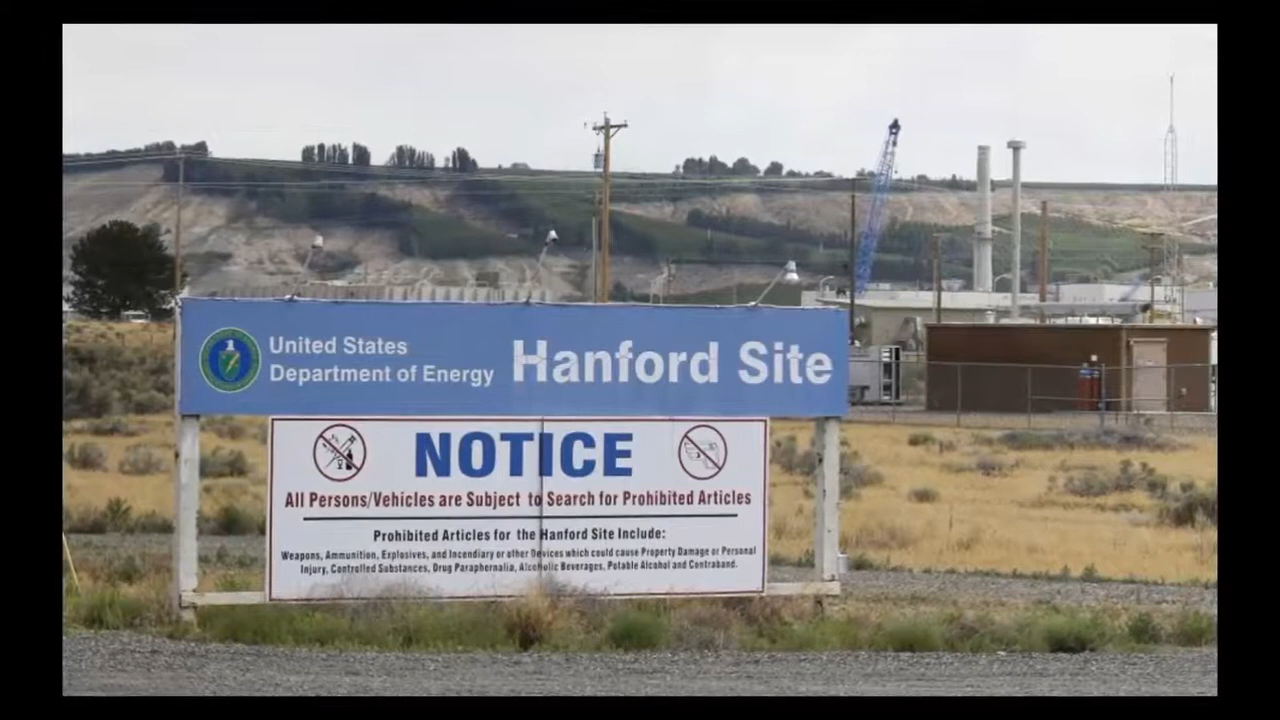 United States
Department of Energy
Hanford Site
NOTICE
All Persons/Vehicles are Subject to Search for Prohibited Articles
Prohibited Articles for the Hanford Site Include:
Weapons, Ammunition, Explosives, and Incendiary or other Devices which could cause Property Damage or Personal
Injury, Controlled Substances, Drug Paraphernalia, Alcoholic Beverages, Potable Alcohol and Contraband.